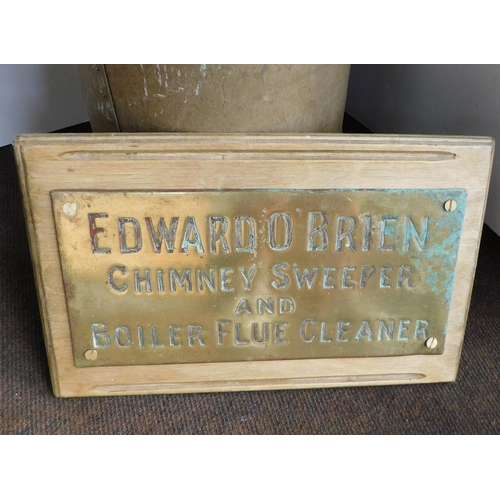 EDWARD O'BRIEN
CHIMNEY SWEEPER
AND
BOILER FLUE CLEANER